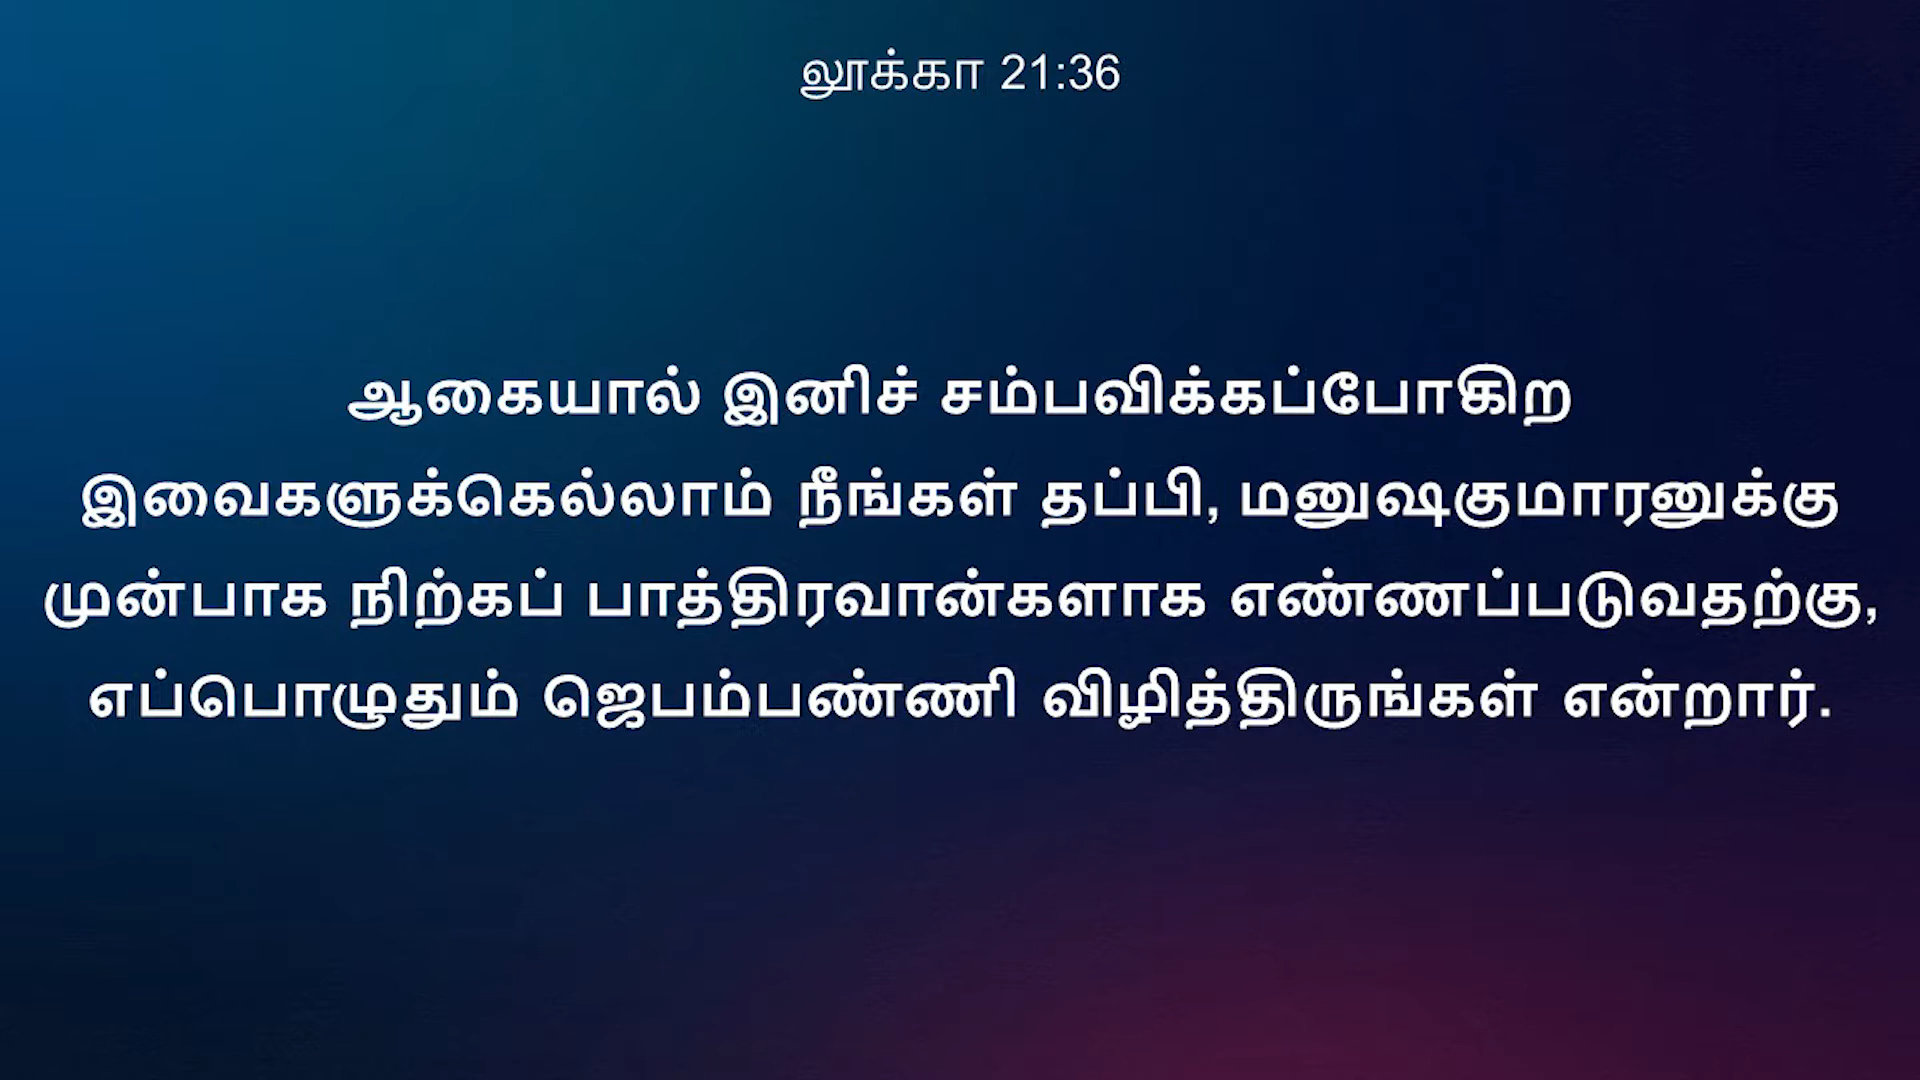 லூக்கா 21:36
ஆகையால் இனிச் சம்பவிக்கப்போகிற
இவைகளுக்கெல்லாம் நீங்கள் தப்பி, மனுஷகுமாரனுக்கு
முன்பாக நிற்கப் பாத்திரவான்களாக எண்ணப்படுவதற்கு,
எப்பொழுதும் ஜெபம்பண்ணி விழித்திருங்கள் என்றார்.